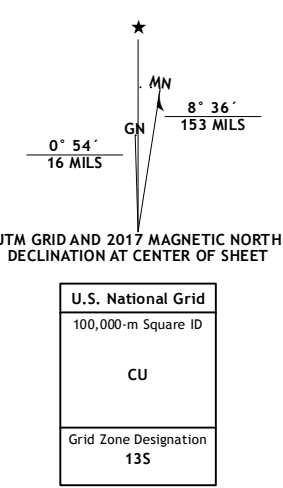 ★
MN
8° 36´
153 MILS
GN
0° 54´
16 MILS
UTM GRID AND 2017 MAGNETIC NORTH
DECLINATION AT CENTER OF SHEET
U.S. National Grid
100,000-m Square ID
CU
Grid Zone Designation
13S